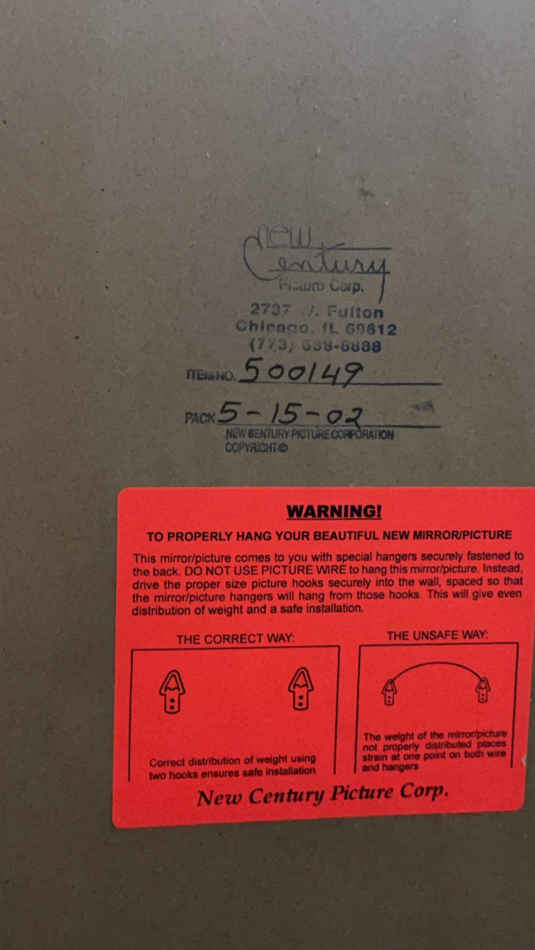 new
Century
Picture Corp.
2737 W. Fulton
Chicago, IL 60612
(773) 638-8888
ITEM NO. 500149
PACK 5-15-02
NEW CENTURY PICTURE CORPORATION
COPYRIGHT ©
WARNING!
TO PROPERLY HANG YOUR BEAUTIFUL NEW MIRROR/PICTURE
This mirror/picture comes to you with special hangers securely fastened to
the back. DO NOT USE PICTURE WIRE to hang this mirror/picture. Instead,
drive the proper size picture hooks securely into the wall, spaced so that
the mirror/picture hangers will hang from those hooks. This will give even
distribution of weight and a safe installation.
THE CORRECT WAY:
Correct distribution of weight using
two hooks ensures safe installation
THE UNSAFE WAY:
The weight of the mirror/picture
not properly distributed places
strain at one point on both wire
and hangers
New Century Picture Corp.